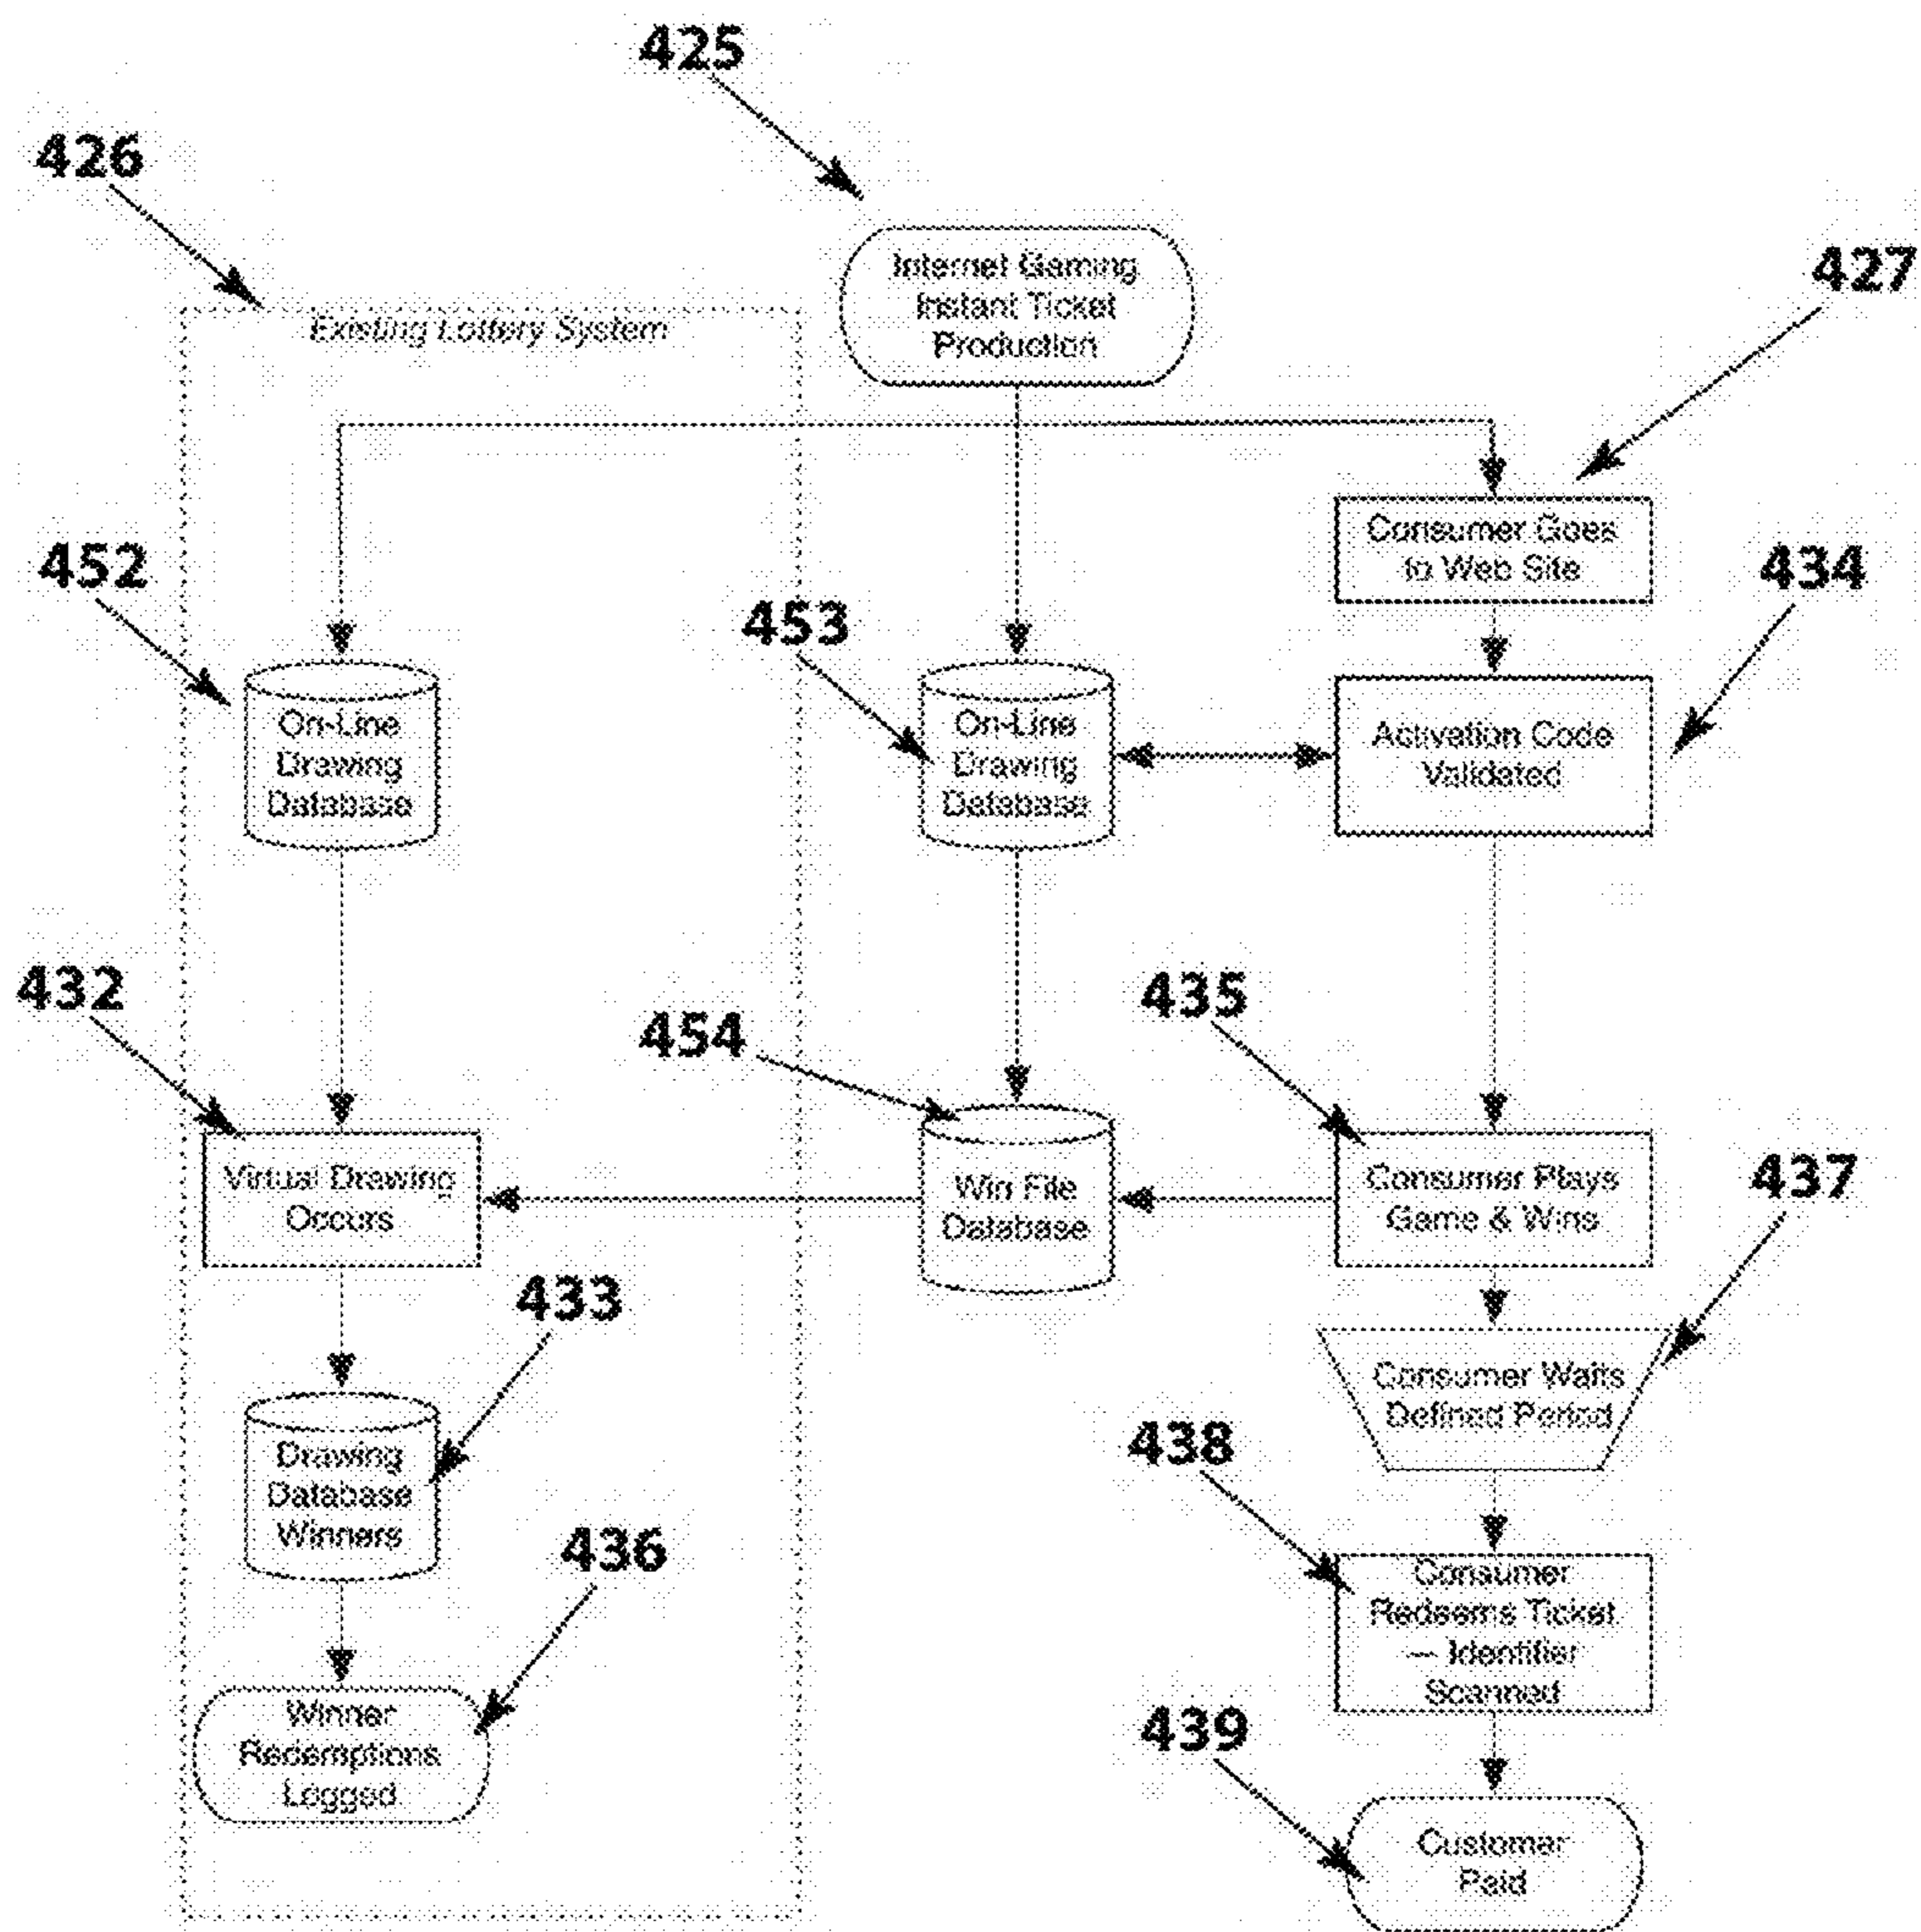 425
426
Internet Gaming
Instant Ticket
Production
427
Existing Lottery System
Consumer Goes
to Web Site
452
453
434
On-Line
Drawing
Database
On-Line
Drawing
Database
Activation Code
Validated
432
454
435
Virtual Drawing
Occurs
Win File
Database
Consumer Plays
Game & Wins
437
433
Consumer Waits
Defined Period
438
Drawing
Database
Winners
436
Consumer
Redeems Ticket
— Identifier
Scanned
Winner
Redemptions
Logged
439
Customer
Paid